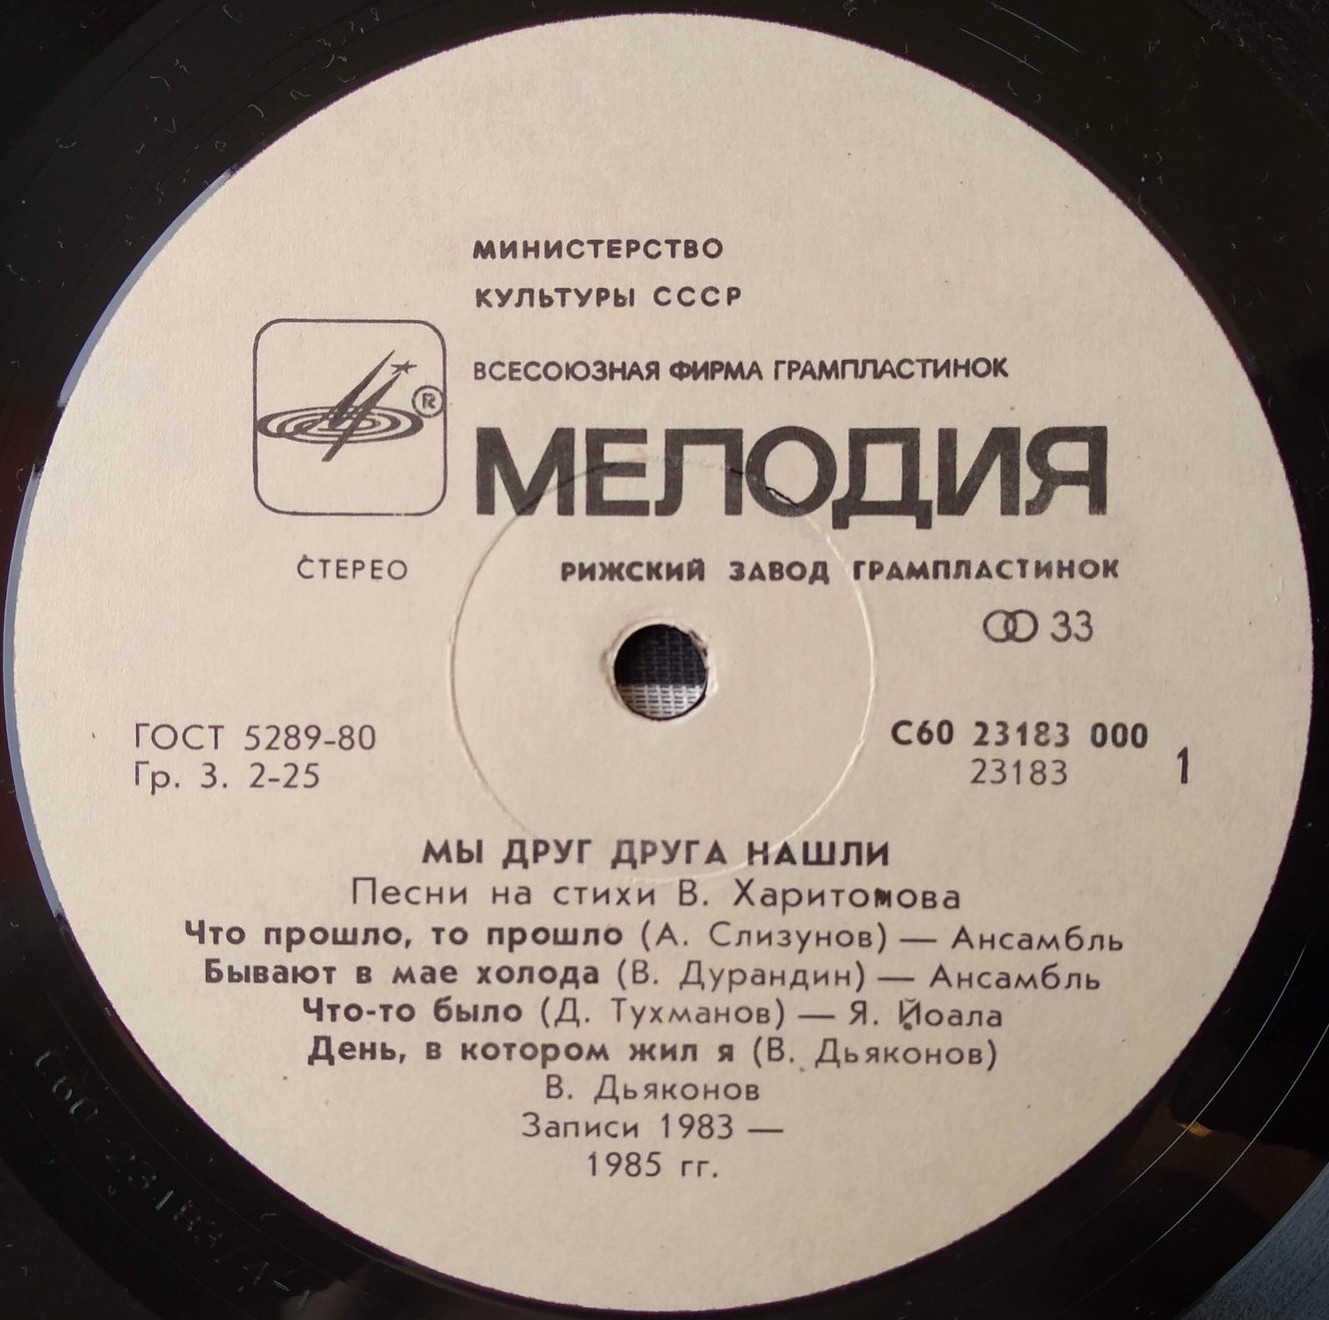 МИНИСТЕРСТВО
КУЛЬТУРЫ СССР
ВСЕСОЮЗНАЯ ФИРМА ГРАМПЛАСТИНОК
®
МЕЛОДИЯ
СТЕРЕО
РИЖСКИЙ ЗАВОД ГРАМПЛАСТИНОК
33
ГОСТ 5289-80
Гр. 3. 2-25
С60 23183 000
23183
1
МЫ ДРУГ ДРУГА НАШЛИ
Песни на стихи В. Харитомова
Что прошло, то прошло (А. Слизунов) — Ансамбль
Бывают в мае холода (В. Дурандин) — Ансамбль
Что-то было (Д. Тухманов) — Я. Йоала
День, в котором жил я (В. Дьяконов)
В. Дьяконов
Записи 1983 —
1985 гг.